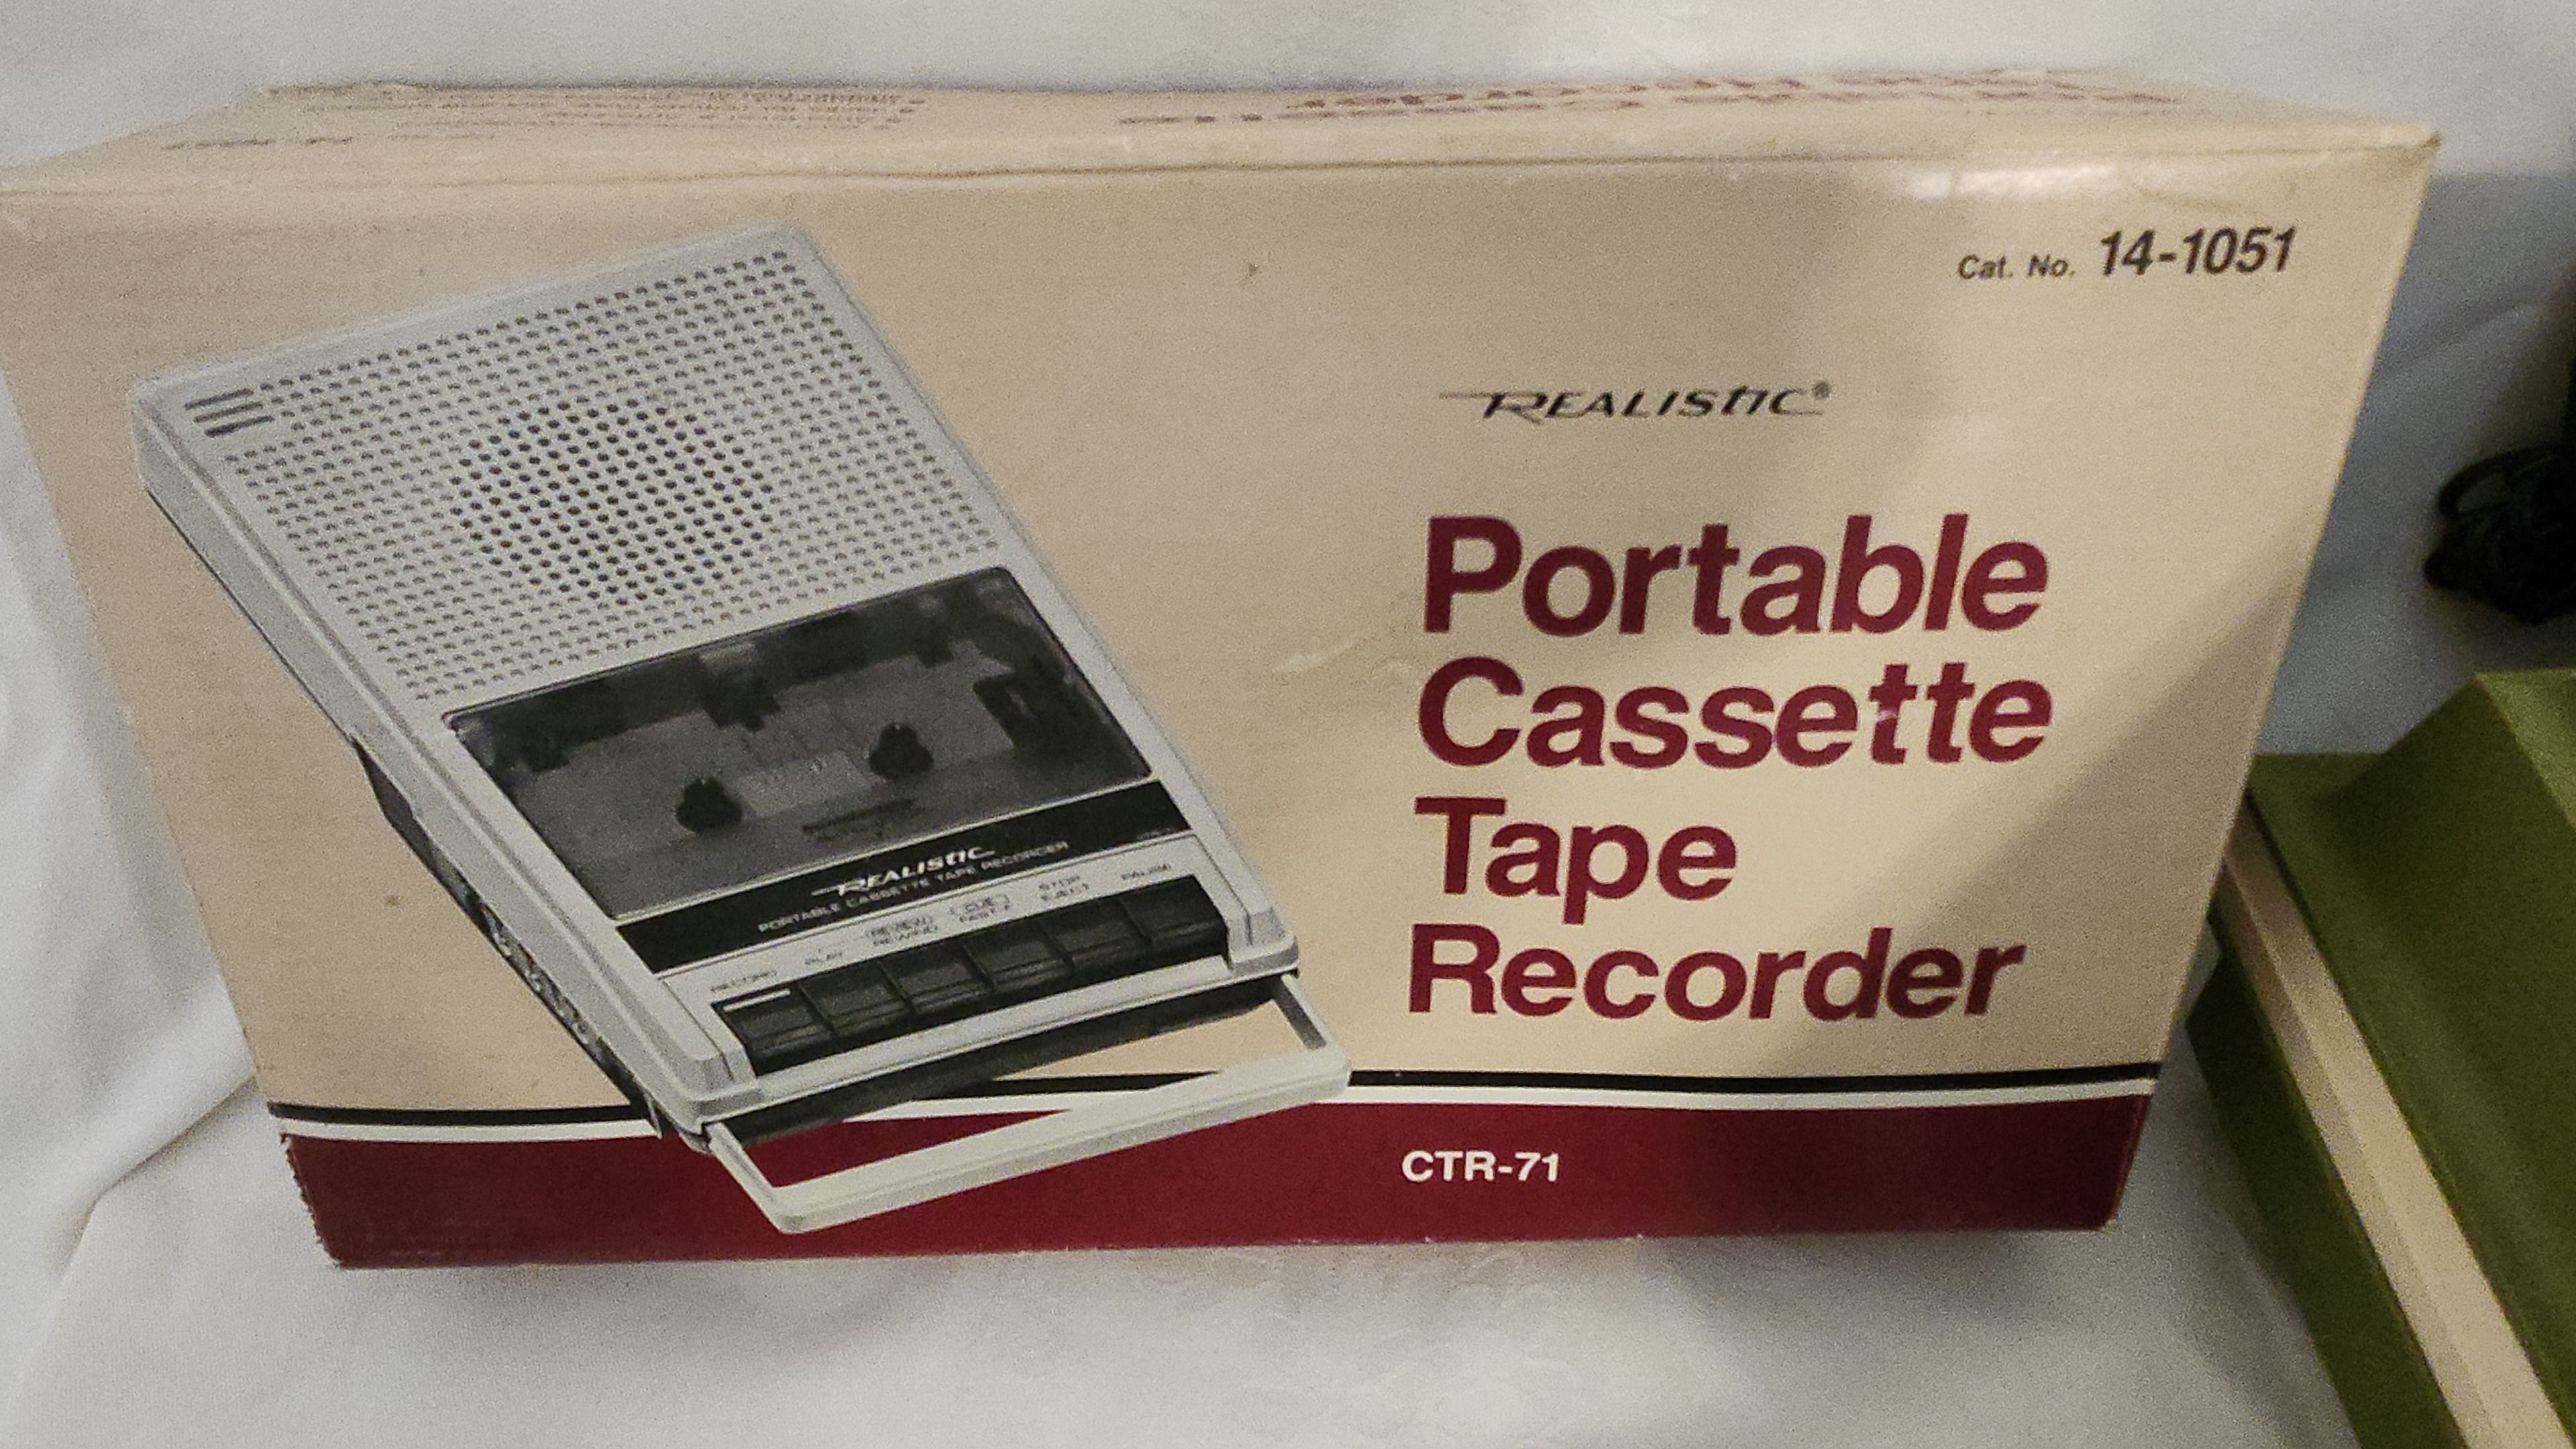 Cat. No. 14-1051
REALISTIC®
Portable
Cassette
Tape
Recorder
REALISTIC
PORTABLE CASSETTE TAPE RECORDER
RECORD PLAY REVIEW CUE STOP PAUSE
REWIND FAST-F EJECT
CTR-71